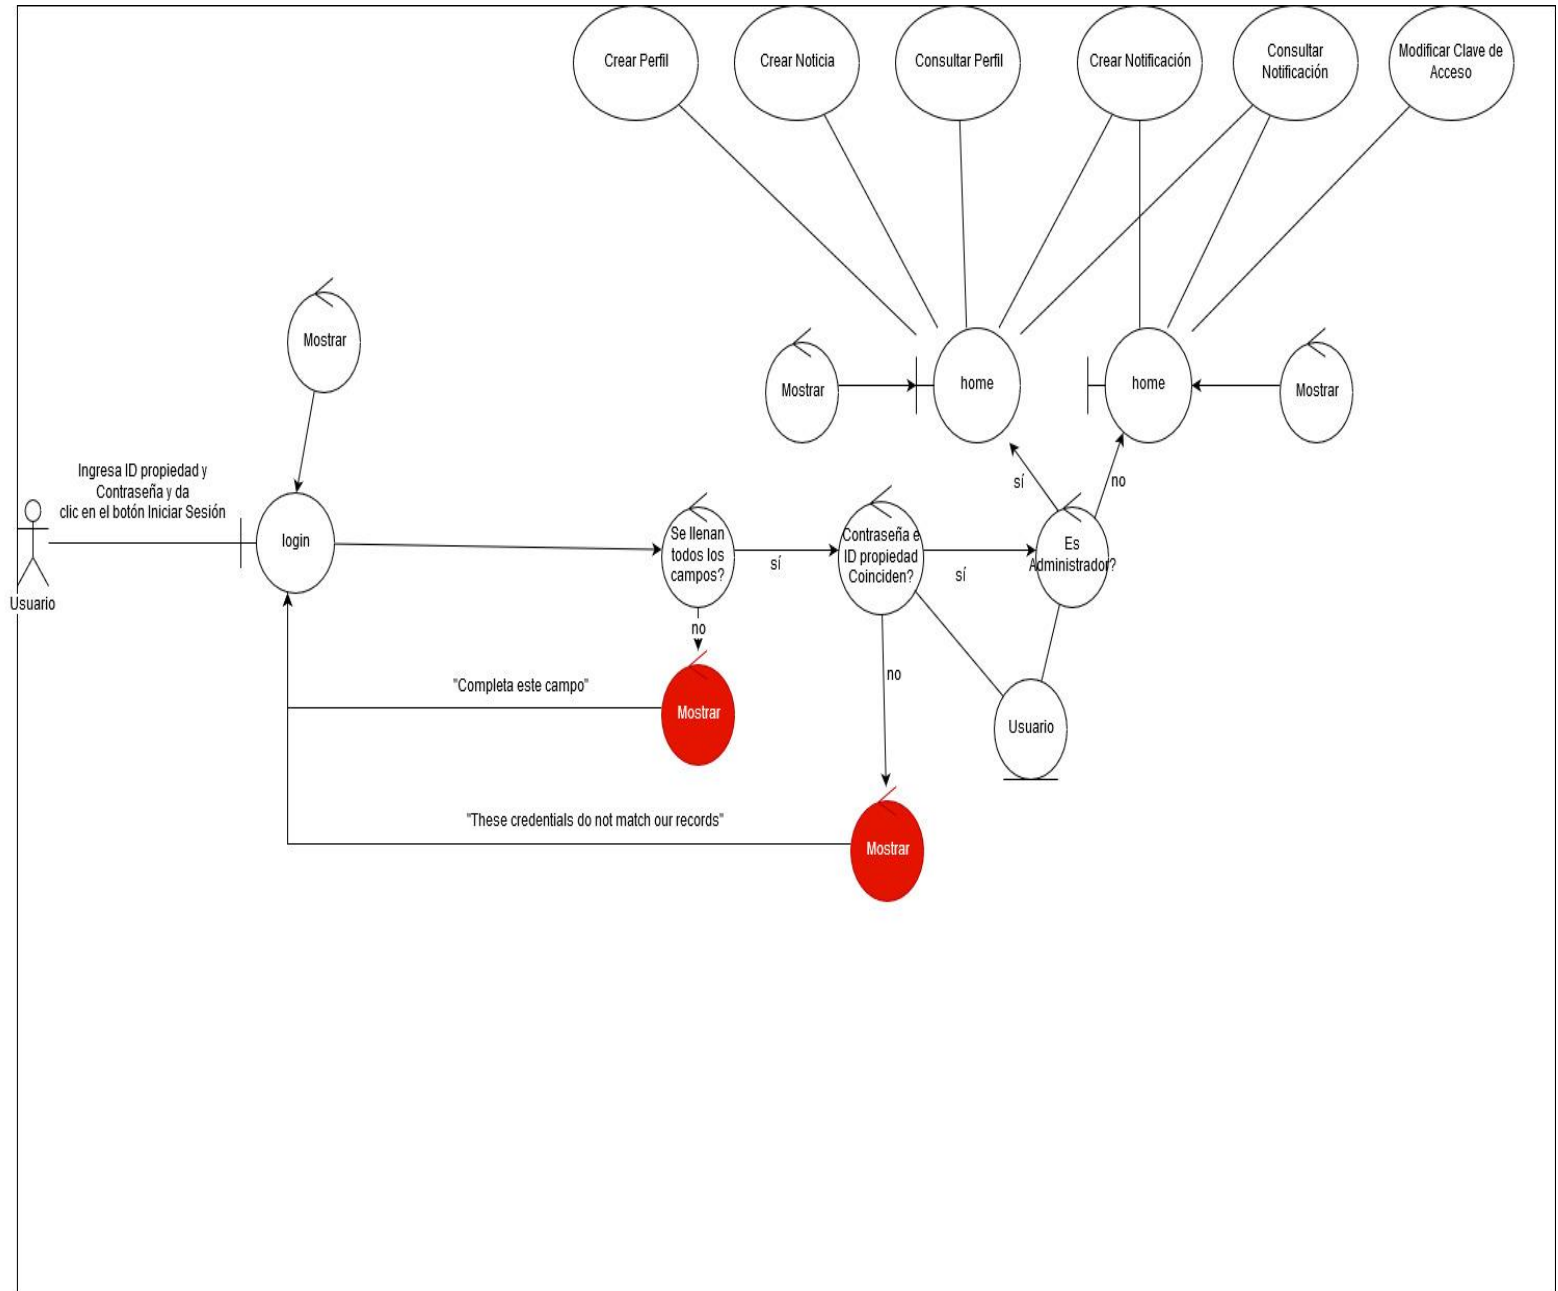 Crear Perfil
Crear Noticia
Consultar Perfil
Crear Notificación
Consultar
Notificación
Modificar Clave de
Acceso
Mostrar
Mostrar
home
home
Mostrar
sí
no
Ingresa ID propiedad y
Contraseña y da
clic en el botón Iniciar Sesión
Usuario
login
Se llenan
todos los
campos?
sí
Contraseña e
ID propiedad
Coinciden?
sí
Es
Administrador?
no
no
"Completa este campo"
Mostrar
Usuario
"These credentials do not match our records"
Mostrar